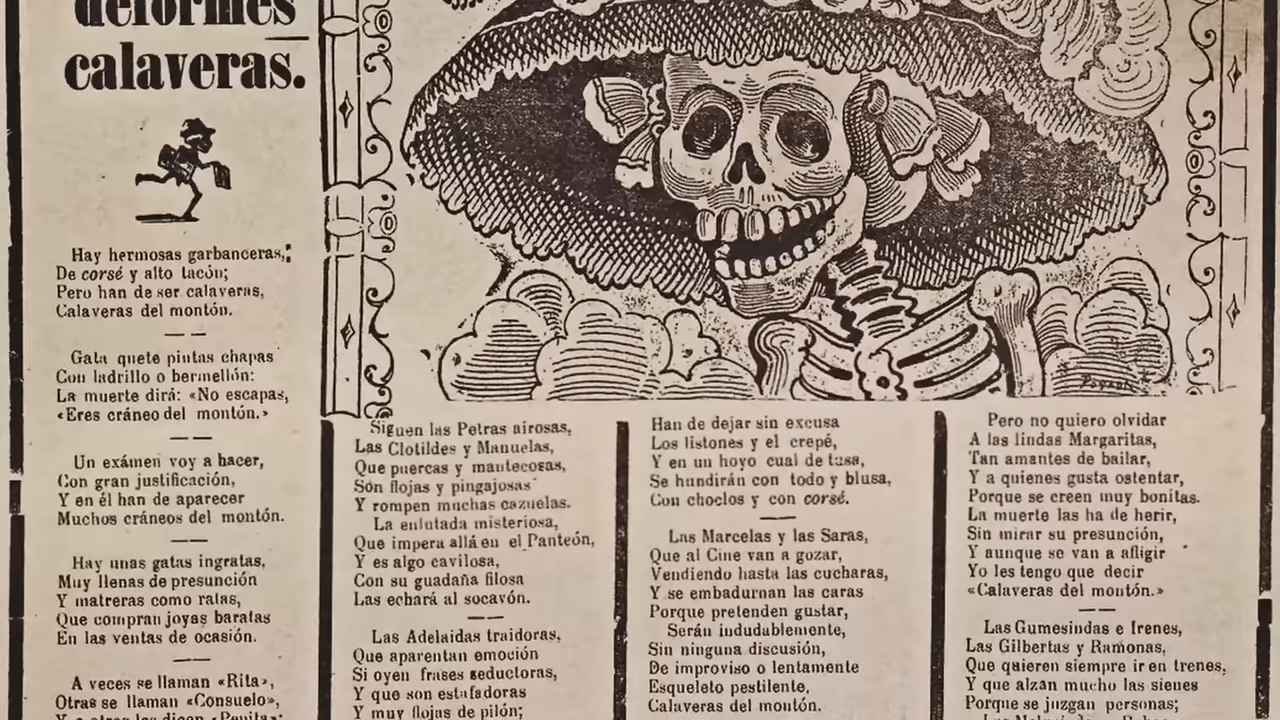 deformes
calaveras.
Hay hermosas garbanceras,
De corsé y alto tacón;
Pero han de ser calaveras,
Calaveras del montón.
Gata que te pintas chapas
Con ladrillo o bermellón:
La muerte dirá: «No escapas,
«Eres cráneo del montón.»
Un exámen voy a hacer,
Con gran justificación,
Y en él han de aparecer
Muchos cráneos del montón.
Hay unas gatas ingratas,
Muy llenas de presunción
Y matreras como ratas,
Que compran joyas baratas
En las ventas de ocasión.
A veces se llaman «Rita»,
Otras se llaman «Consuelo»,
Y a otras les dicen «Pepita»;
Siguen las Petras airosas,
Las Clotildes y Manuelas,
Que puercas y mantecosas,
Son flojas y pingajosas
Y rompen muchas cazuelas.
La enlutada misteriosa,
Que impera allá en el Panteón,
Y es algo cavilosa,
Con su guadaña filosa
Las echará al socavón.
Las Adelaidas traidoras,
Que aparentan emoción
Si oyen frases seductoras,
Y que son estafadoras
Y muy flojas de pilón;
Han de dejar sin excusa
Los listones y el crepé,
Y en un hoyo cual de tusa,
Se hundirán con todo y blusa,
Con choclos y con corsé.
Las Marcelas y las Saras,
Que al Cine van a gozar,
Vendiendo hasta las cucharas,
Y se embadurnan las caras
Porque pretenden gustar,
Serán indudablemente,
Sin ninguna discusión,
De improviso o lentamente
Esqueleto pestilente,
Calaveras del montón.
Pero no quiero olvidar
A las lindas Margaritas,
Tan amantes de bailar,
Y a quienes gusta ostentar,
Porque se creen muy bonitas.
La muerte las ha de herir,
Sin mirar su presunción,
Y aunque se van a afligir
Yo les tengo que decir
«Calaveras del montón.»
Las Gumesindas e Irenes,
Las Gilbertas y Ramonas,
Que quieren siempre ir en trenes,
Y que alzan mucho las sienes
Porque se juzgan personas;